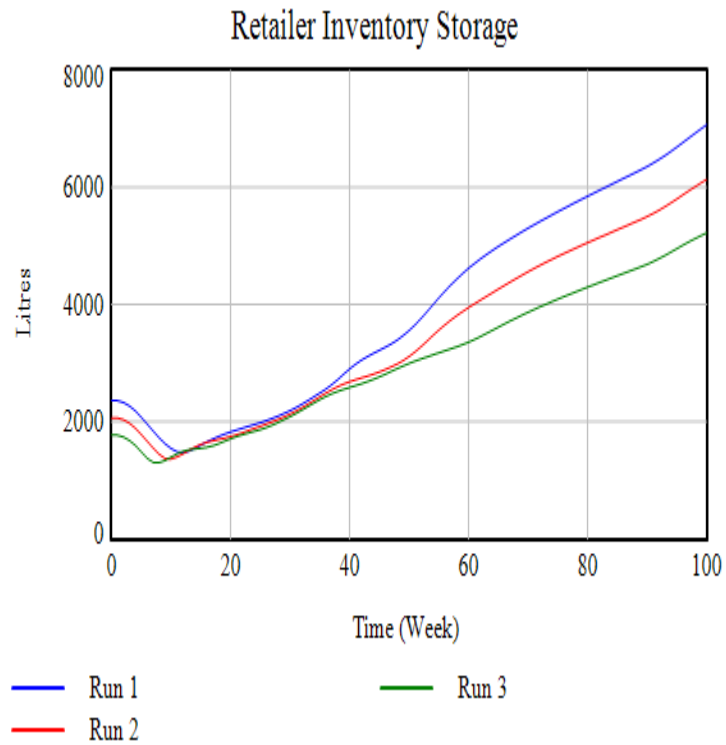 Retailer Inventory Storage
8000
6000
4000
2000
0
Litres
0 20 40 60 80 100
Time (Week)
Run 1 Run 3
Run 2